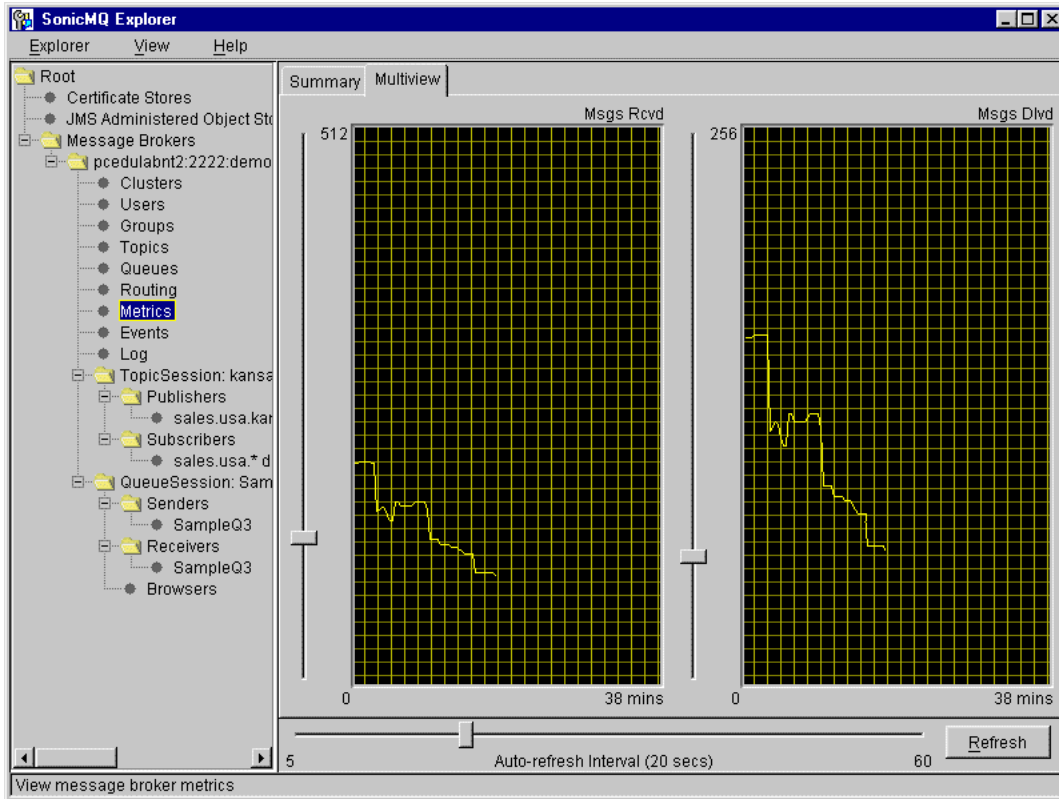 SonicMQ Explorer
Explorer View Help
Root
Certificate Stores
JMS Administered Object Sto
Message Brokers
pcedulabnt2:2222:demo
Clusters
Users
Groups
Topics
Queues
Routing
Metrics
Events
Log
TopicSession: kansa
Publishers
sales.usa.kan
Subscribers
sales.usa.* d
QueueSession: Sam
Senders
SampleQ3
Receivers
SampleQ3
Browsers
Summary Multiview
Msgs Rcvd
512
0 38 mins
Msgs Dlvd
256
0 38 mins
5 Auto-refresh Interval (20 secs) 60
Refresh
View message broker metrics